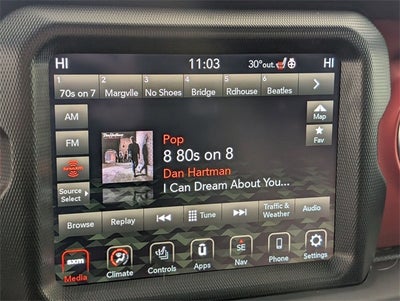 HI 11:03 30°out. HI
1 2 3 4 5 6
70s on 7 Margvlle No Shoes Bridge Rdhouse Beatles
AM
Map
FM
Fav
Pop
8 80s on 8
Dan Hartman
I Can Dream About You...
Source
Select
Browse Replay Tune Traffic &
Weather Audio
sxm SE
Media Climate Controls Apps Nav Phone Settings